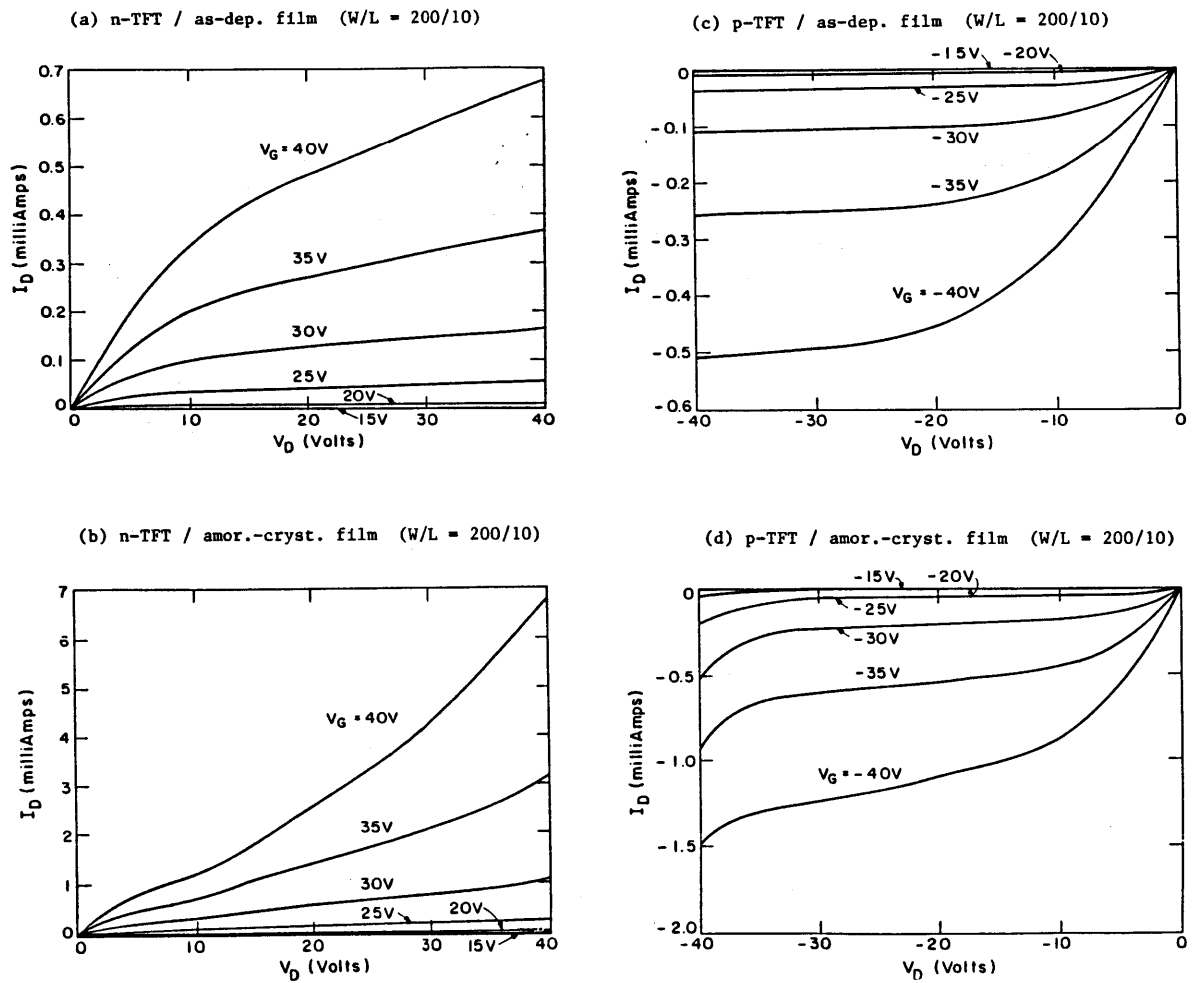 (a) n-TFT / as-dep. film (W/L = 200/10)
0.7
0.6
0.5
0.4
0.3
0.2
0.1
0
I_D (milliAmps)
V_G = 40V
35V
30V
25V
20V
15V
0
10
20
30
40
V_D (Volts)
(c) p-TFT / as-dep. film (W/L = 200/10)
-15V
-20V
0
-0.1
-0.2
-0.3
-0.4
-0.5
-0.6
I_D (milliAmps)
-25V
-30V
-35V
V_G = -40V
-40
-30
-20
-10
0
V_D (Volts)
(b) n-TFT / amor.-cryst. film (W/L = 200/10)
7
6
5
4
3
2
1
0
I_D (milliAmps)
V_G = 40V
35V
30V
25V
20V
15V
0
10
20
30
40
V_D (Volts)
(d) p-TFT / amor.-cryst. film (W/L = 200/10)
-15V
-20V
0
-0.5
-1.0
-1.5
-2.0
I_D (milliAmps)
-25V
-30V
-35V
V_G = -40V
-40
-30
-20
-10
0
V_D (Volts)